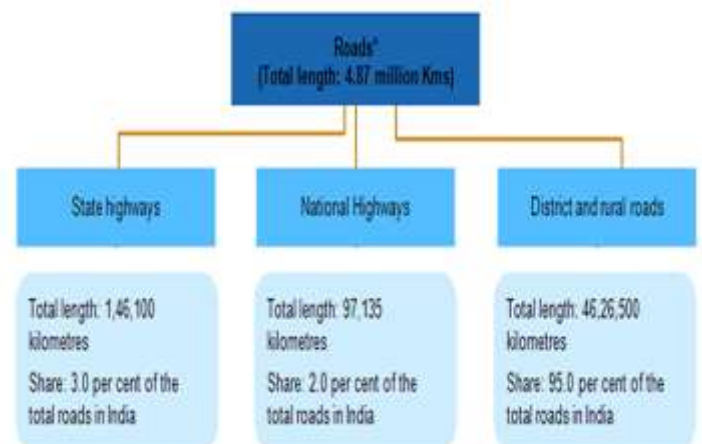 Roads*
(Total length: 4.87 million Kms)
State highways
National Highways
District and rural roads
Total length: 1,46,100
kilometres
Share: 3.0 per cent of the
total roads in India
Total length: 97,135
kilometres
Share: 2.0 per cent of the
total roads in India
Total length: 46,26,500
kilometres
Share: 95.0 per cent of the
total roads in India